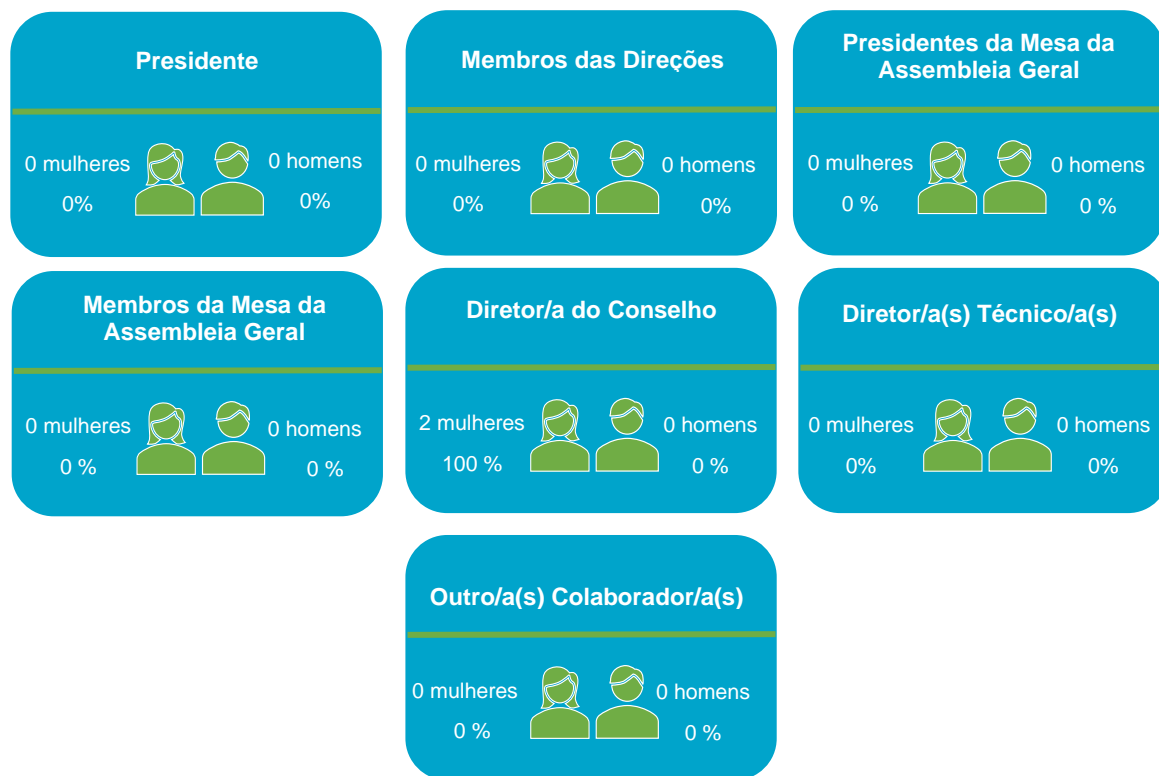 Presidente
0 mulheres
0%
0 homens
0%
Membros das Direções
0 mulheres
0%
0 homens
0%
Presidentes da Mesa da
Assembleia Geral
0 mulheres
0 %
0 homens
0 %
Membros da Mesa da
Assembleia Geral
0 mulheres
0 %
0 homens
0 %
Diretor/a do Conselho
2 mulheres
100 %
0 homens
0 %
Diretor/a(s) Técnico/a(s)
0 mulheres
0%
0 homens
0%
Outro/a(s) Colaborador/a(s)
0 mulheres
0 %
0 homens
0 %